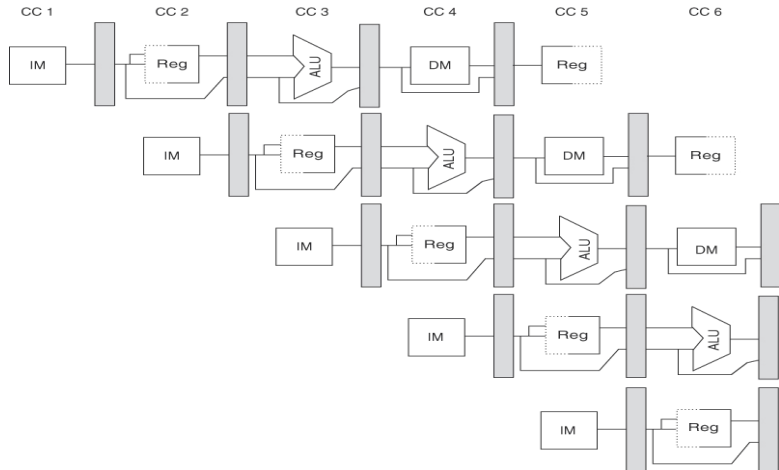 CC 1 CC 2 CC 3 CC 4 CC 5 CC 6
IM Reg ALU DM Reg
IM Reg ALU DM Reg
IM Reg ALU DM
IM Reg ALU
IM Reg